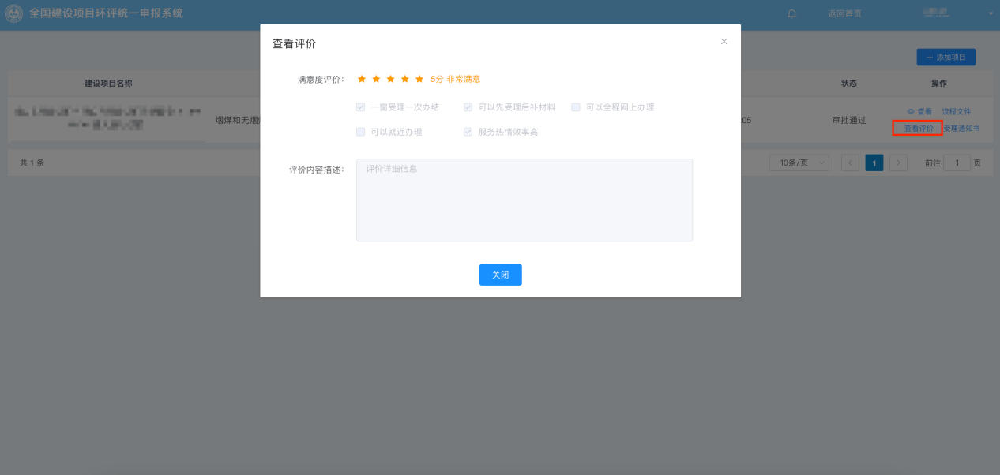 全国建设项目环评统一申报系统
返回首页
查看评价
满意度评价：
5分 非常满意
一窗受理一次办结
可以先受理后补材料
可以全程网上办理
可以就近办理
服务热情效率高
评价内容描述：
评价详细信息
关闭
+ 添加项目
建设项目名称
状态
操作
烟煤和无烟
05
审批通过
查看
流程文件
查看评价
受理通知书
共 1 条
10条/页
1
前往
1
页